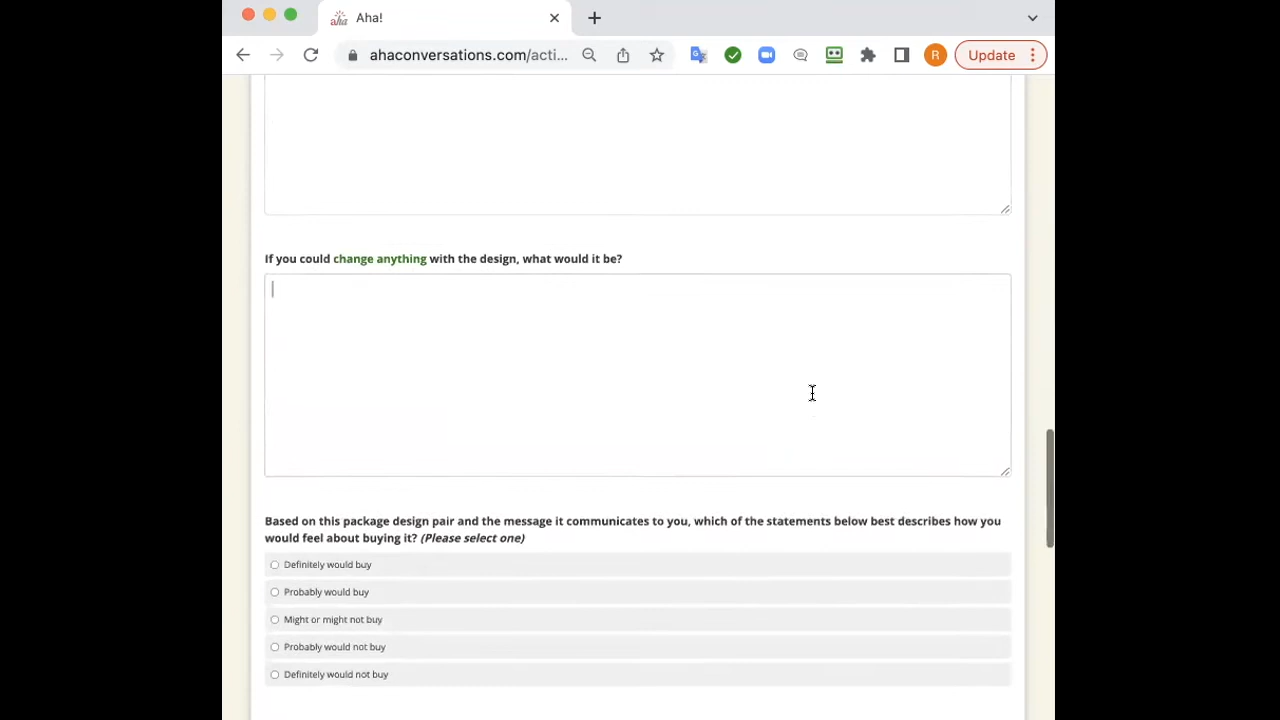 aha
Aha!
ahaconversations.com/acti...
R
Update
If you could change anything with the design, what would it be?
Based on this package design pair and the message it communicates to you, which of the statements below best describes how you
would feel about buying it? (Please select one)
Definitely would buy
Probably would buy
Might or might not buy
Probably would not buy
Definitely would not buy